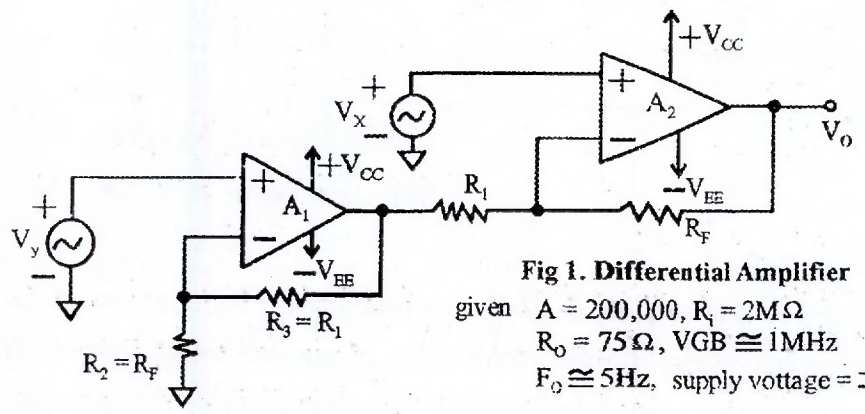 +V_CC
+
A_2
−
V_O
+
V_X
−
−V_EE
R_1
R_F
+V_CC
+
A_1
−
+
V_y
−
−V_EE
R_3 = R_1
R_2 = R_F
Fig 1. Differential Amplifier
given A = 200,000, R_i = 2MΩ
R_O = 75Ω, VGB ≅ 1MHz
F_O ≅ 5Hz, supply vottage =